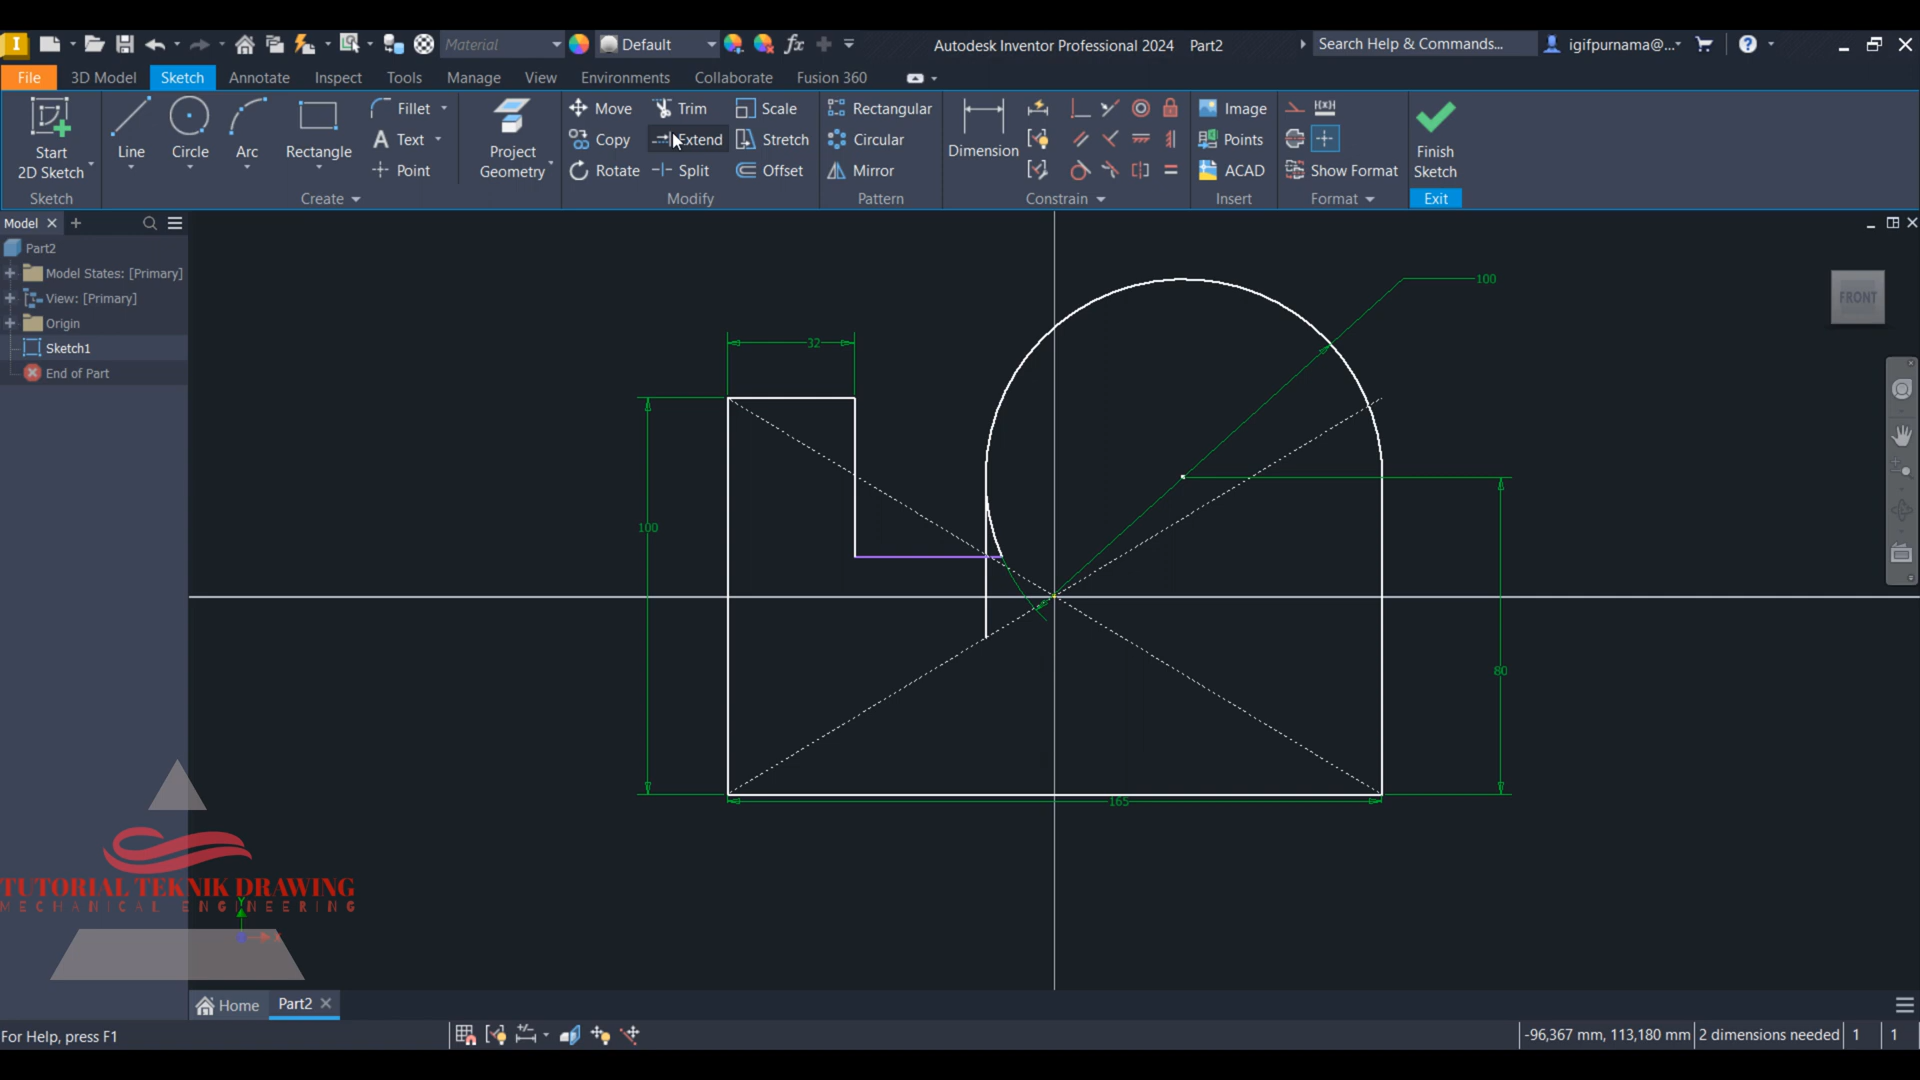 I Material Default fx Autodesk Inventor Professional 2024 Part2 Search Help & Commands... igifpurnama@... ?
File 3D Model Sketch Annotate Inspect Tools Manage View Environments Collaborate Fusion 360
Start 2D Sketch
Line
Circle
Arc
Rectangle
Fillet
A Text
Point
Project Geometry
Move Trim Scale
Copy Extend Stretch
Rotate Split Offset
Rectangular
Circular
Mirror
Dimension
Image
Points
ACAD
Show Format
Finish Sketch
Sketch Create Modify Pattern Constrain Insert Format Exit
Model
Part2
Model States: [Primary]
View: [Primary]
Origin
Sketch1
End of Part
FRONT
100
32
100
80
165
TUTORIAL TEKNIK DRAWING
MECHANICAL ENGINEERING
Y
X
Home Part2
For Help, press F1
-96,367 mm, 113,180 mm 2 dimensions needed 1 1